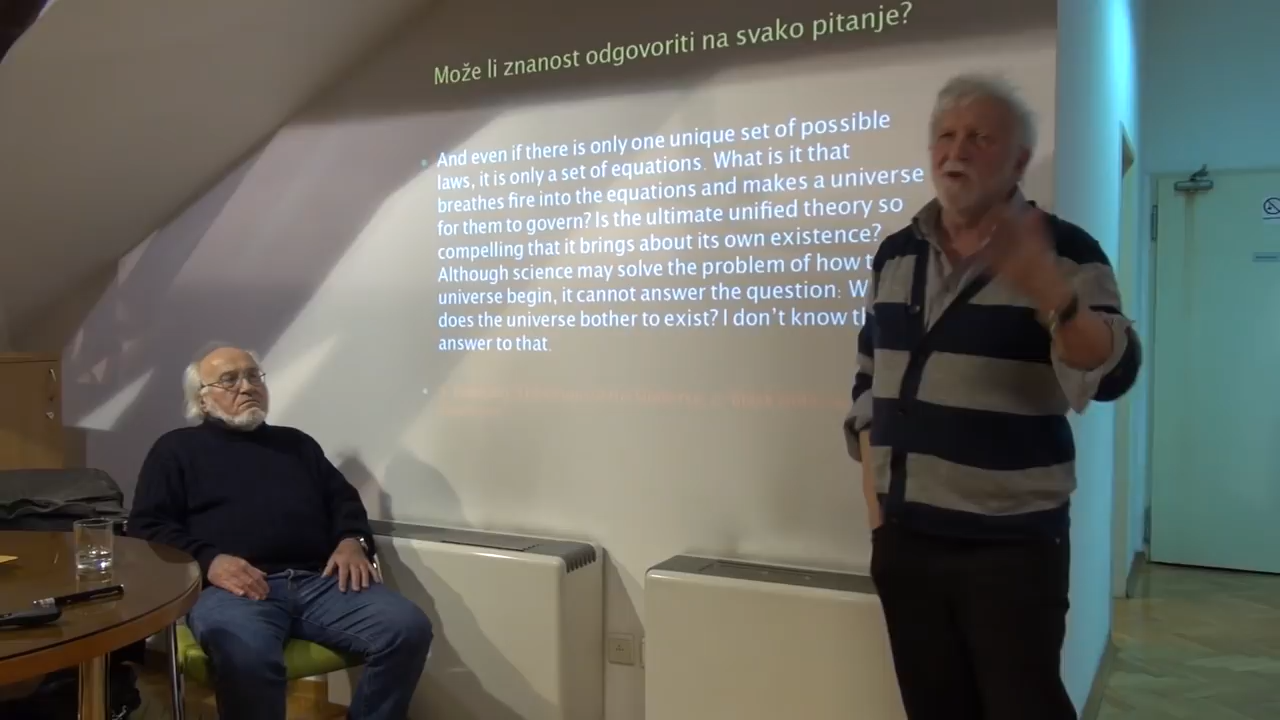 Može li znanost odgovoriti na svako pitanje?
And even if there is only one unique set of possible
laws, it is only a set of equations. What is it that
breathes fire into the equations and makes a universe
for them to govern? Is the ultimate unified theory so
compelling that it brings about its own existence?
Although science may solve the problem of how
universe begin, it cannot answer the question:
does the universe bother to exist? I don't know
answer to that.